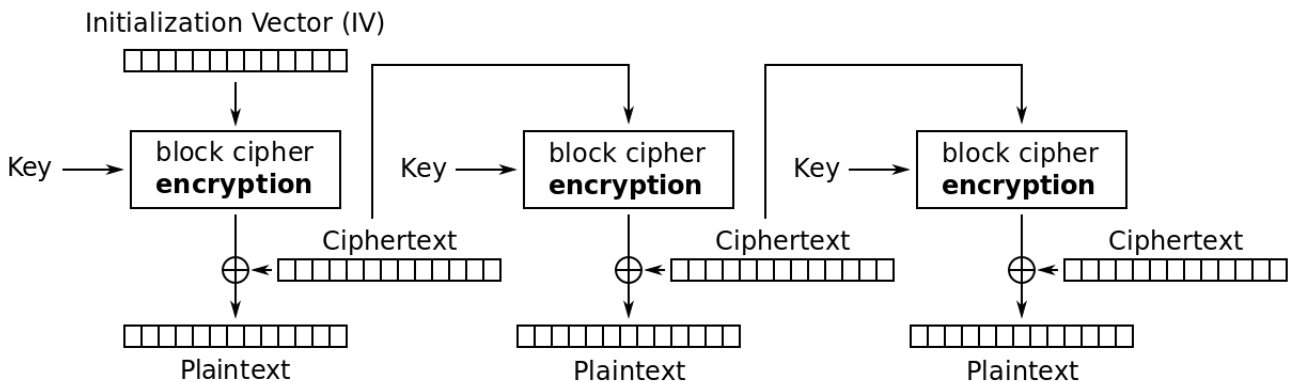 Initialization Vector (IV)
Key
block cipher
encryption
Ciphertext
Plaintext
Key
block cipher
encryption
Ciphertext
Plaintext
Key
block cipher
encryption
Ciphertext
Plaintext